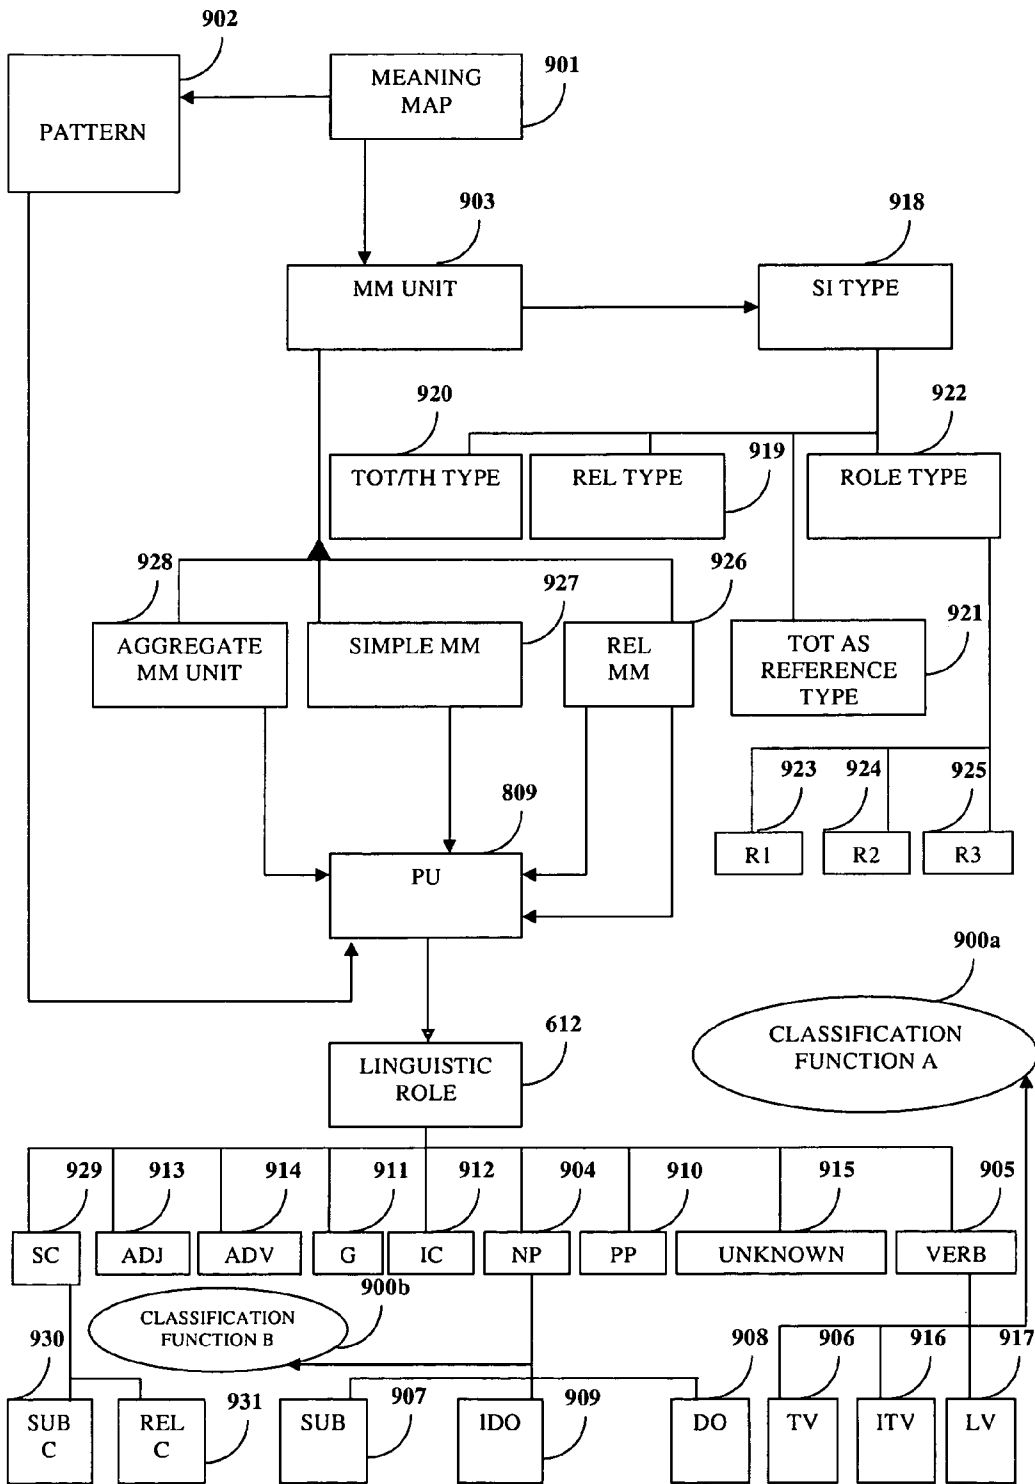 902
MEANING
MAP
901
PATTERN
903
918
MM UNIT
SI TYPE
920
922
TOT/TH TYPE
REL TYPE
919
ROLE TYPE
928
927
926
AGGREGATE
MM UNIT
SIMPLE MM
REL
MM
921
TOT AS
REFERENCE
TYPE
923
924
925
809
R1
R2
R3
PU
900a
CLASSIFICATION
FUNCTION A
612
LINGUISTIC
ROLE
929
913
914
911
912
904
910
915
905
SC
ADJ
ADV
G
IC
NP
PP
UNKNOWN
VERB
900b
CLASSIFICATION
FUNCTION B
930
908
906
916
917
SUB
C
REL
C
931
SUB
907
IDO
909
DO
TV
ITV
LV